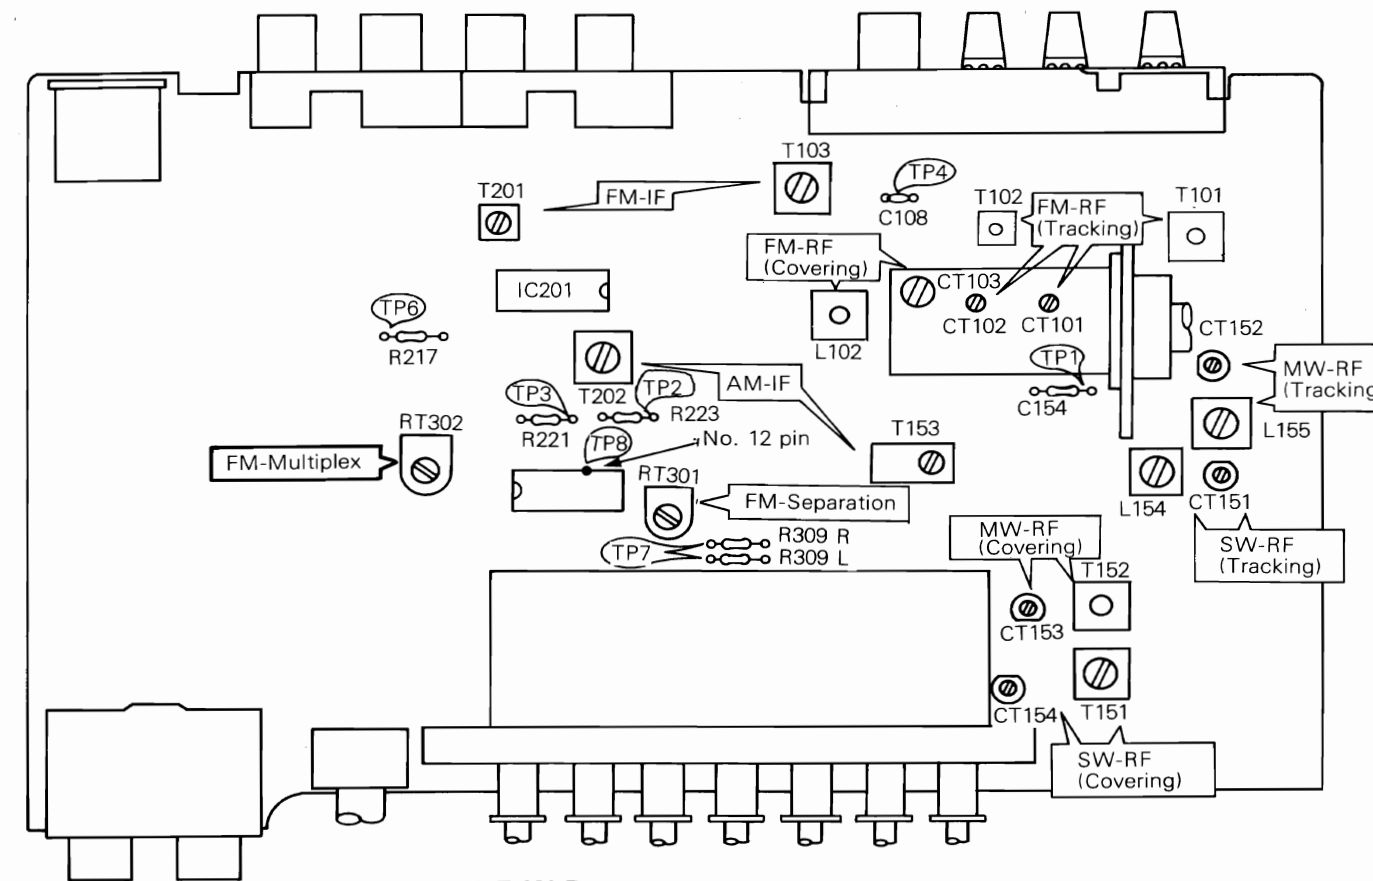 T103
TP4
T201
FM-IF
C108
T102
FM-RF
(Tracking)
T101
FM-RF
(Covering)
CT103
IC201
TP6
CT102
CT101
R217
L102
CT152
TP1
MW-RF
(Tracking
T202
TP2
AM-IF
TP3
C154
R223
R221
L155
RT302
TP8
No. 12 pin
T153
FM-Multiplex
RT301
L154
CT151
FM-Separation
MW-RF
(Covering)
R309 R
TP7
R309 L
SW-RF
(Tracking)
T152
CT153
CT154
T151
SW-RF
(Covering)